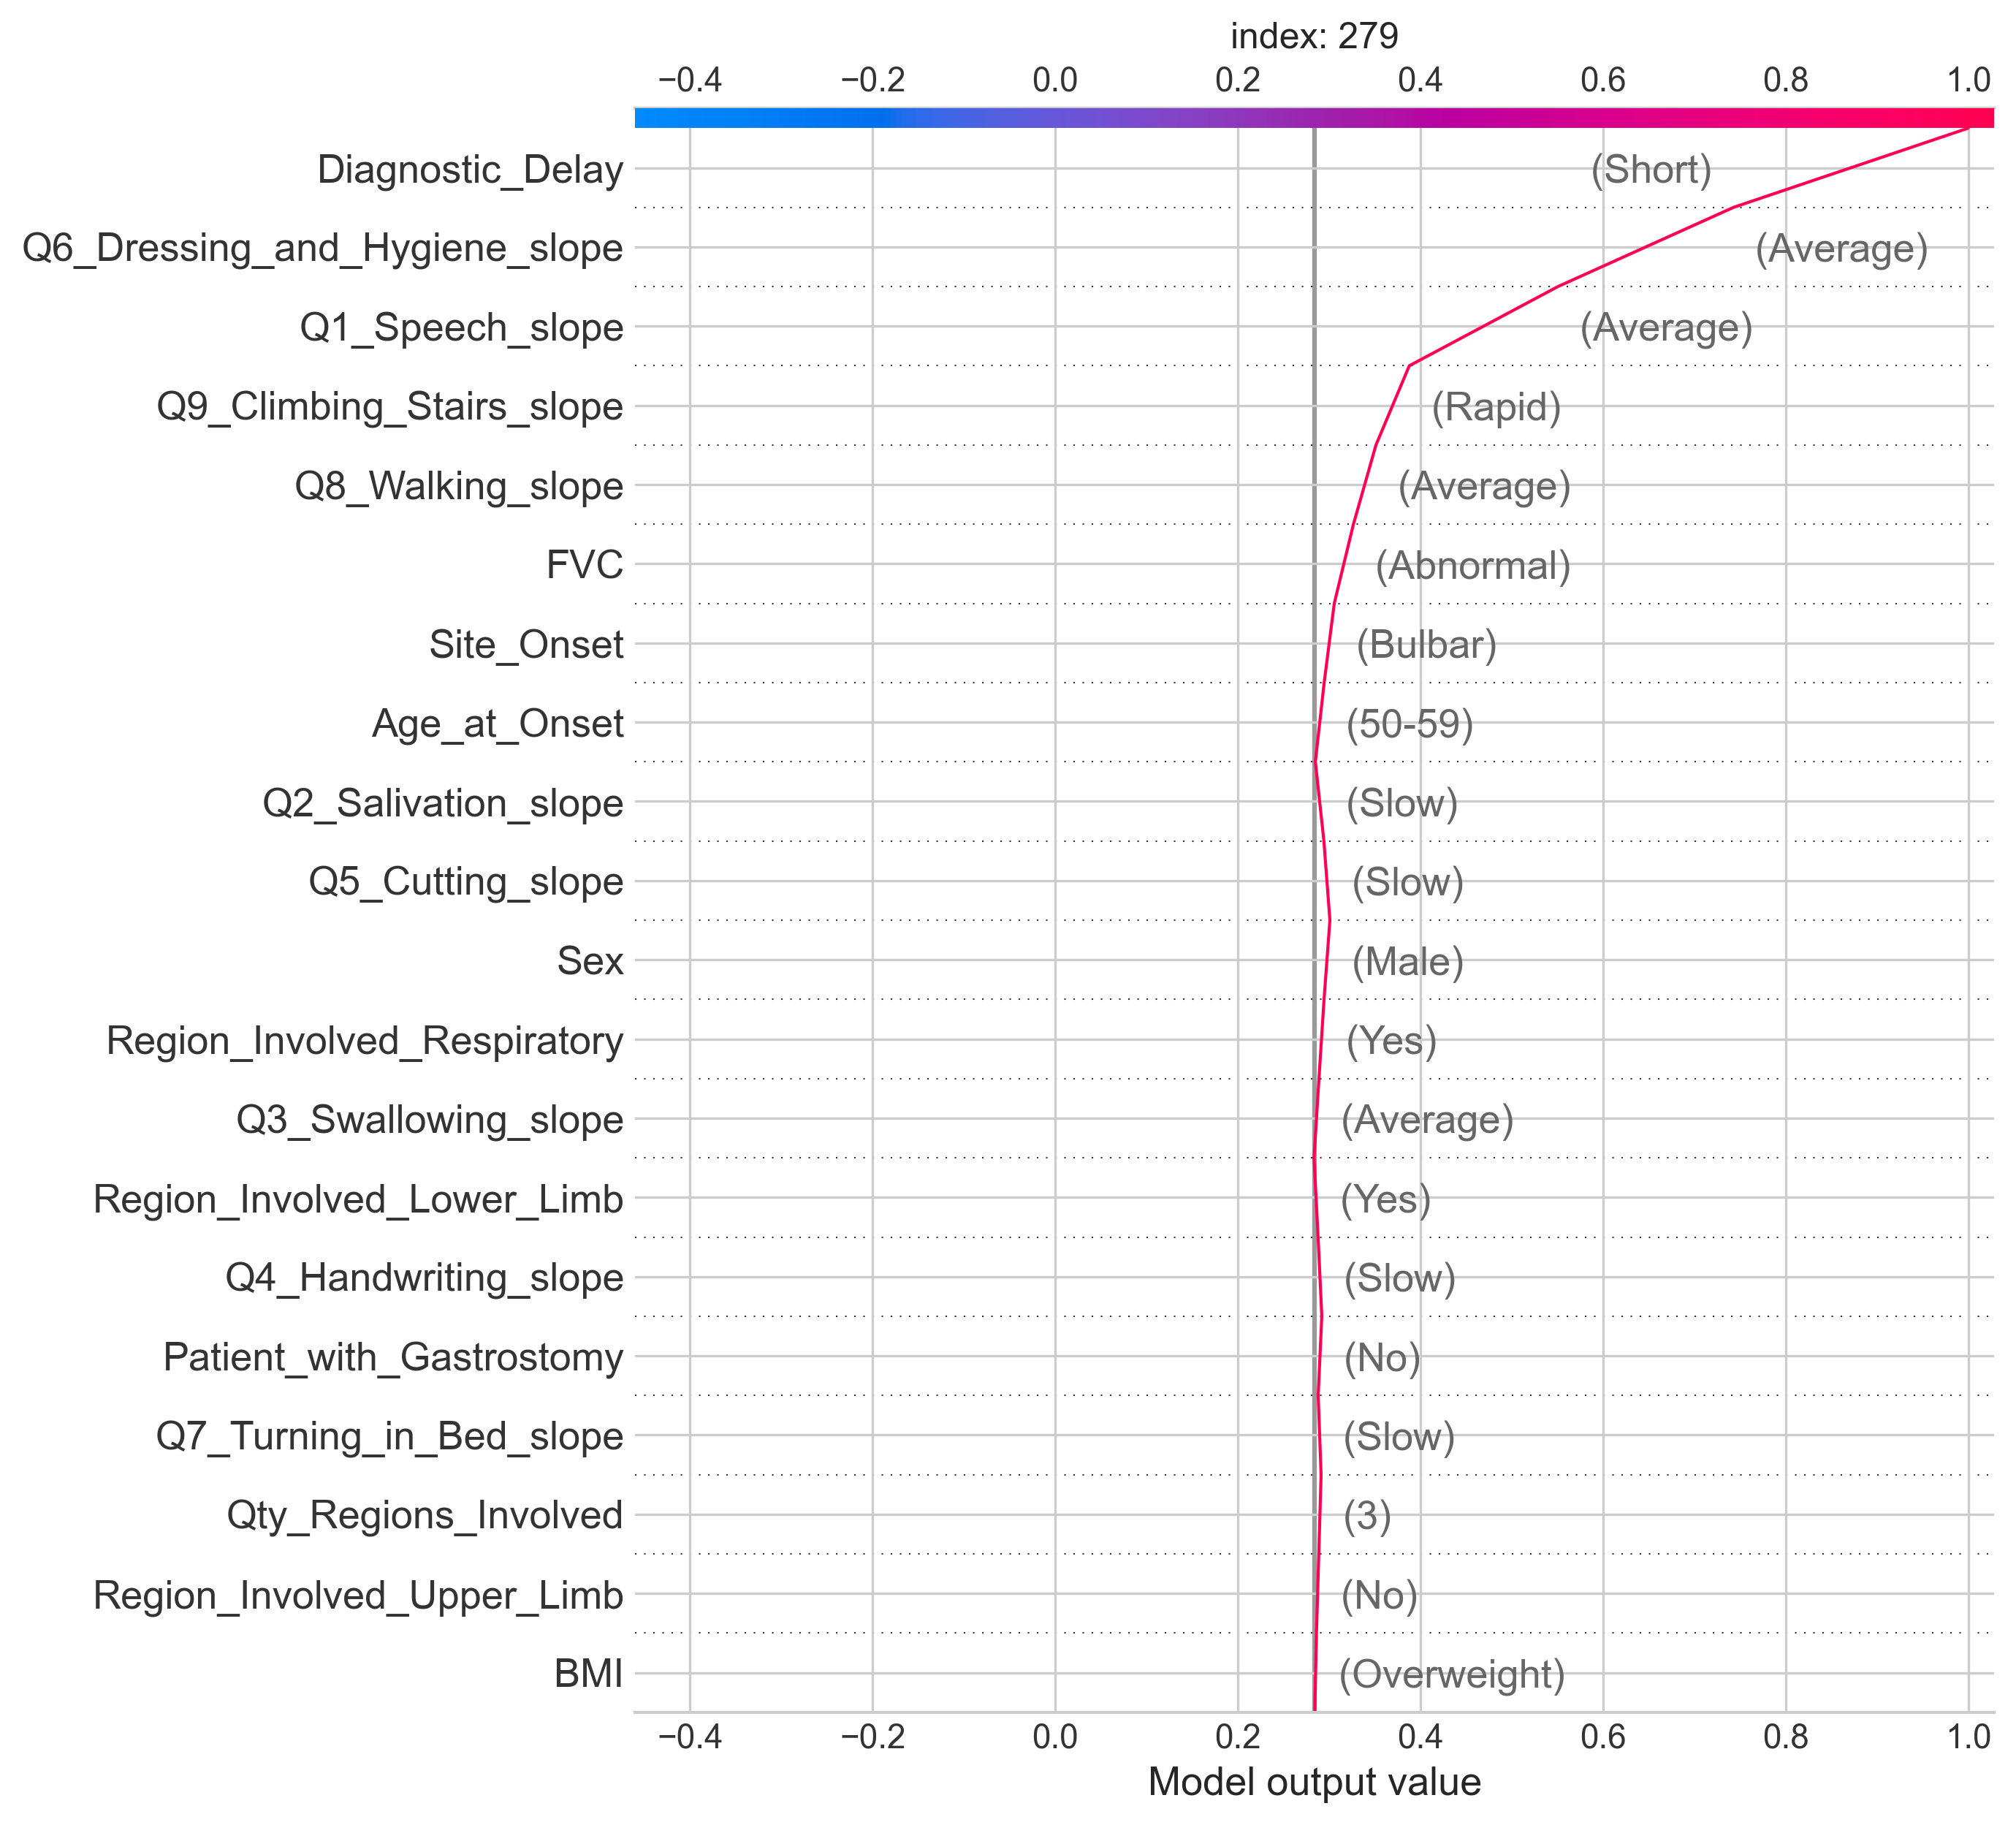 index: 279
−0.4 −0.2 0.0 0.2 0.4 0.6 0.8 1.0
Diagnostic_Delay (Short)
Q6_Dressing_and_Hygiene_slope (Average)
Q1_Speech_slope (Average)
Q9_Climbing_Stairs_slope (Rapid)
Q8_Walking_slope (Average)
FVC (Abnormal)
Site_Onset (Bulbar)
Age_at_Onset (50-59)
Q2_Salivation_slope (Slow)
Q5_Cutting_slope (Slow)
Sex (Male)
Region_Involved_Respiratory (Yes)
Q3_Swallowing_slope (Average)
Region_Involved_Lower_Limb (Yes)
Q4_Handwriting_slope (Slow)
Patient_with_Gastrostomy (No)
Q7_Turning_in_Bed_slope (Slow)
Qty_Regions_Involved (3)
Region_Involved_Upper_Limb (No)
BMI (Overweight)
−0.4 −0.2 0.0 0.2 0.4 0.6 0.8 1.0
Model output value